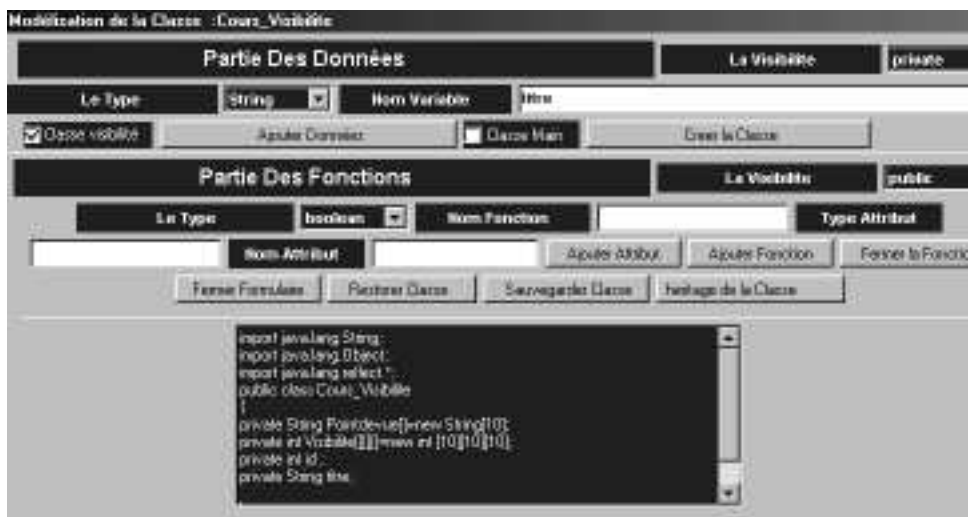 Modélisation de la Classe :Cours_Visibilite
Partie Des Données La Visibilite private
Le Type String Nom Variable titre
Classe visibilité Ajouter Données Classe Main Creer la Classe
Partie Des Fonctions La Visibilite public
Le Type boolean Nom Fonction Type Attribut
Nom Attribut Ajouter Attribut Ajouter Fonction Fermer la Fonctio
Fermer Formulaire Restorer Classe Sauvegarder Classe heritage de la Classe
import java.lang.String;
import java.lang.Object;
import java.lang.reflect.*;
public class Cours_Visibilite
{
private String Pointdevue[]=new String[10];
private int Visibilite[][][]=new int [10][10][10];
private int id ;
private String titre;